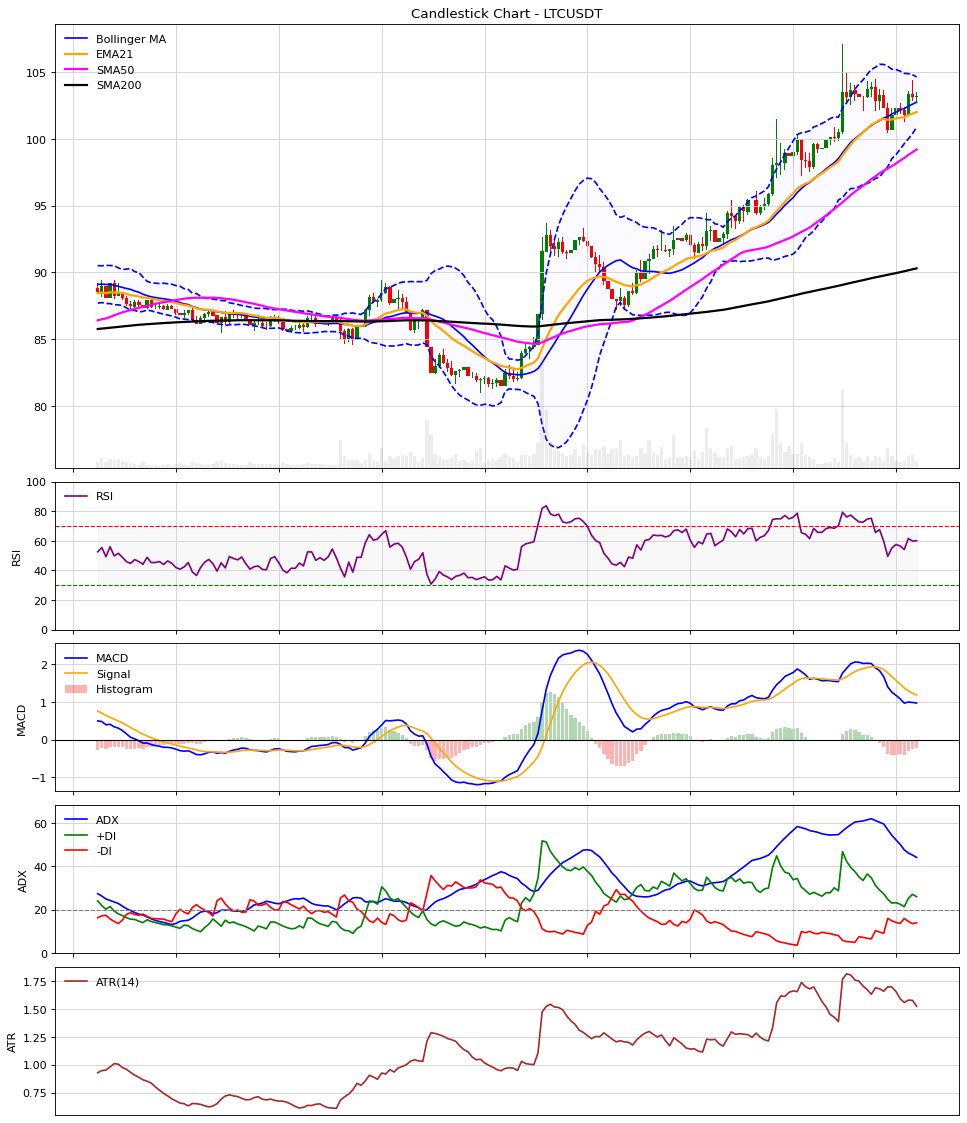 Candlestick Chart - LTCUSDT
Bollinger MA
EMA21
SMA50
SMA200
105
100
95
90
85
80
RSI
RSI
100
80
60
40
20
0
MACD
Signal
Histogram
MACD
2
1
0
−1
ADX
+DI
-DI
ADX
60
40
20
0
ATR(14)
ATR
1.75
1.50
1.25
1.00
0.75